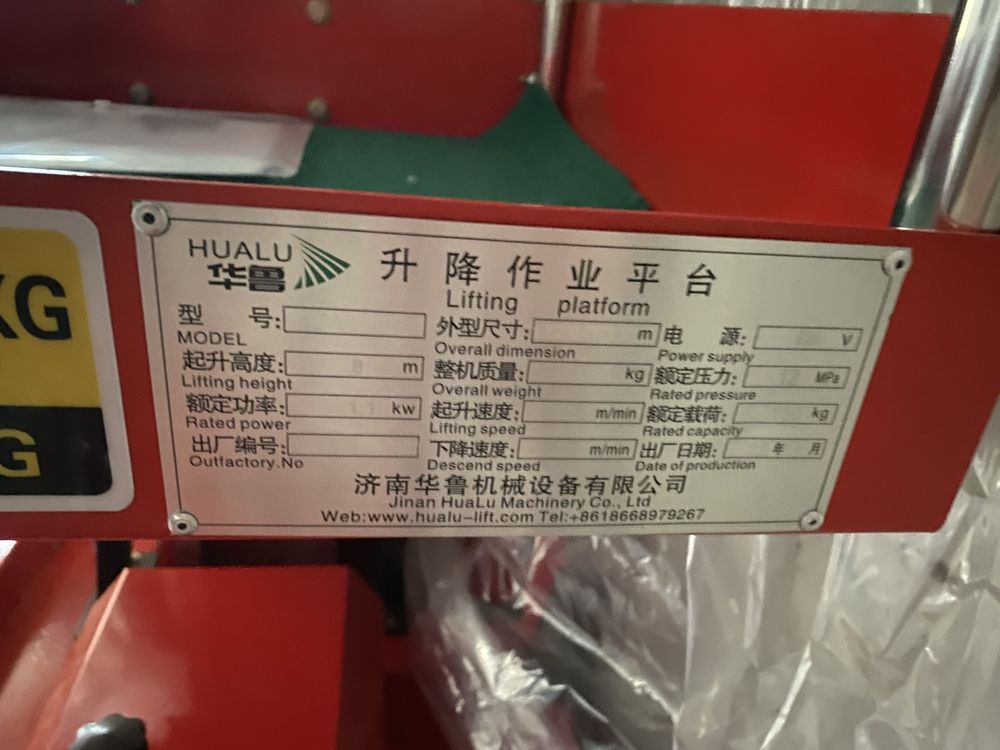 KG
G
HUALU
华鲁
升降作业平台
Lifting platform
型 号: 外型尺寸: m 电 源: V
MODEL Overall dimension Power supply
起升高度: 8 m 整机质量: kg 额定压力: 12 MPa
Lifting height Overall weight Rated pressure
额定功率: kw 起升速度: m/min 额定载荷: kg
Rated power Lifting speed Rated capacity
出厂编号: 下降速度: m/min 出厂日期: 年 月
Outfactory.No Descend speed Date of production
济南华鲁机械设备有限公司
Jinan HuaLu Machinery Co., Ltd
Web:www.hualu-lift.com Tel:+8618668979267